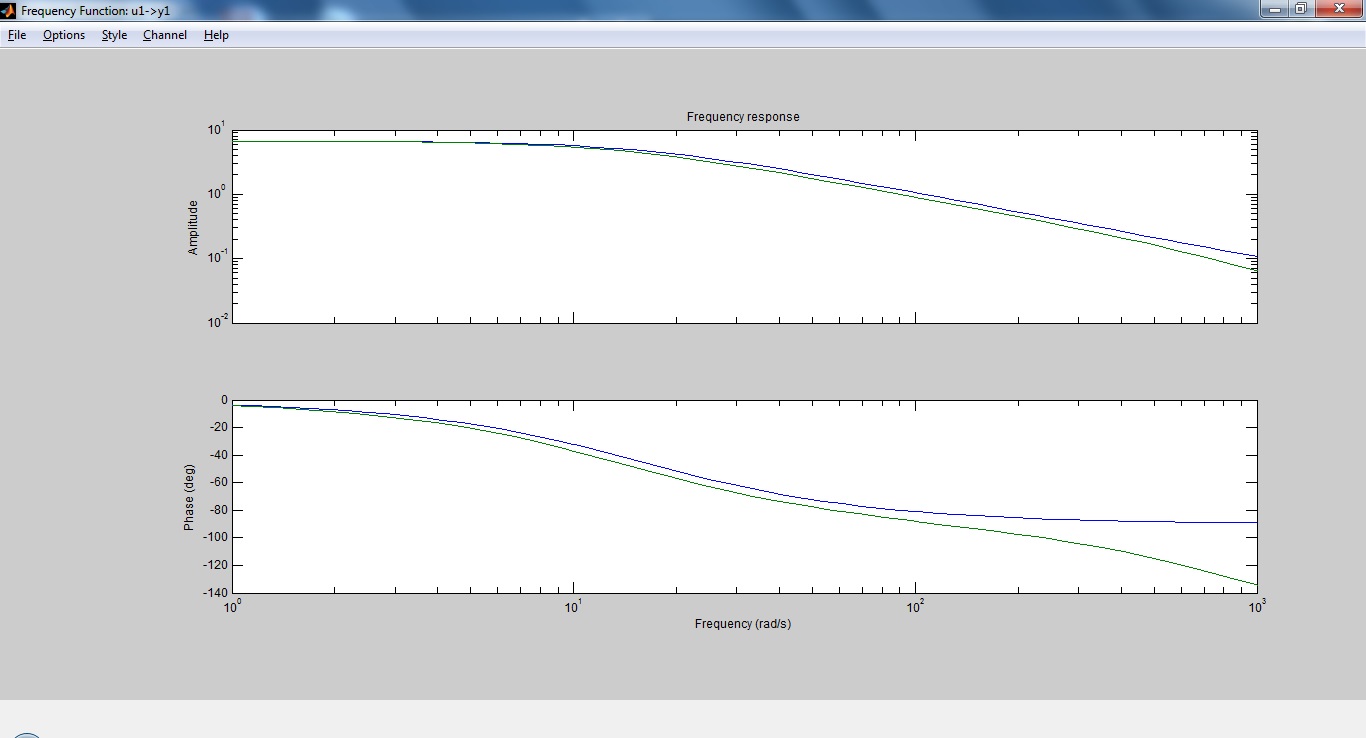 Frequency Function: u1->y1
File Options Style Channel Help
Frequency response
10^1
10^0
10^-1
10^-2
Amplitude
0
-20
-40
-60
-80
-100
-120
-140
Phase (deg)
10^0 10^1 10^2 10^3
Frequency (rad/s)